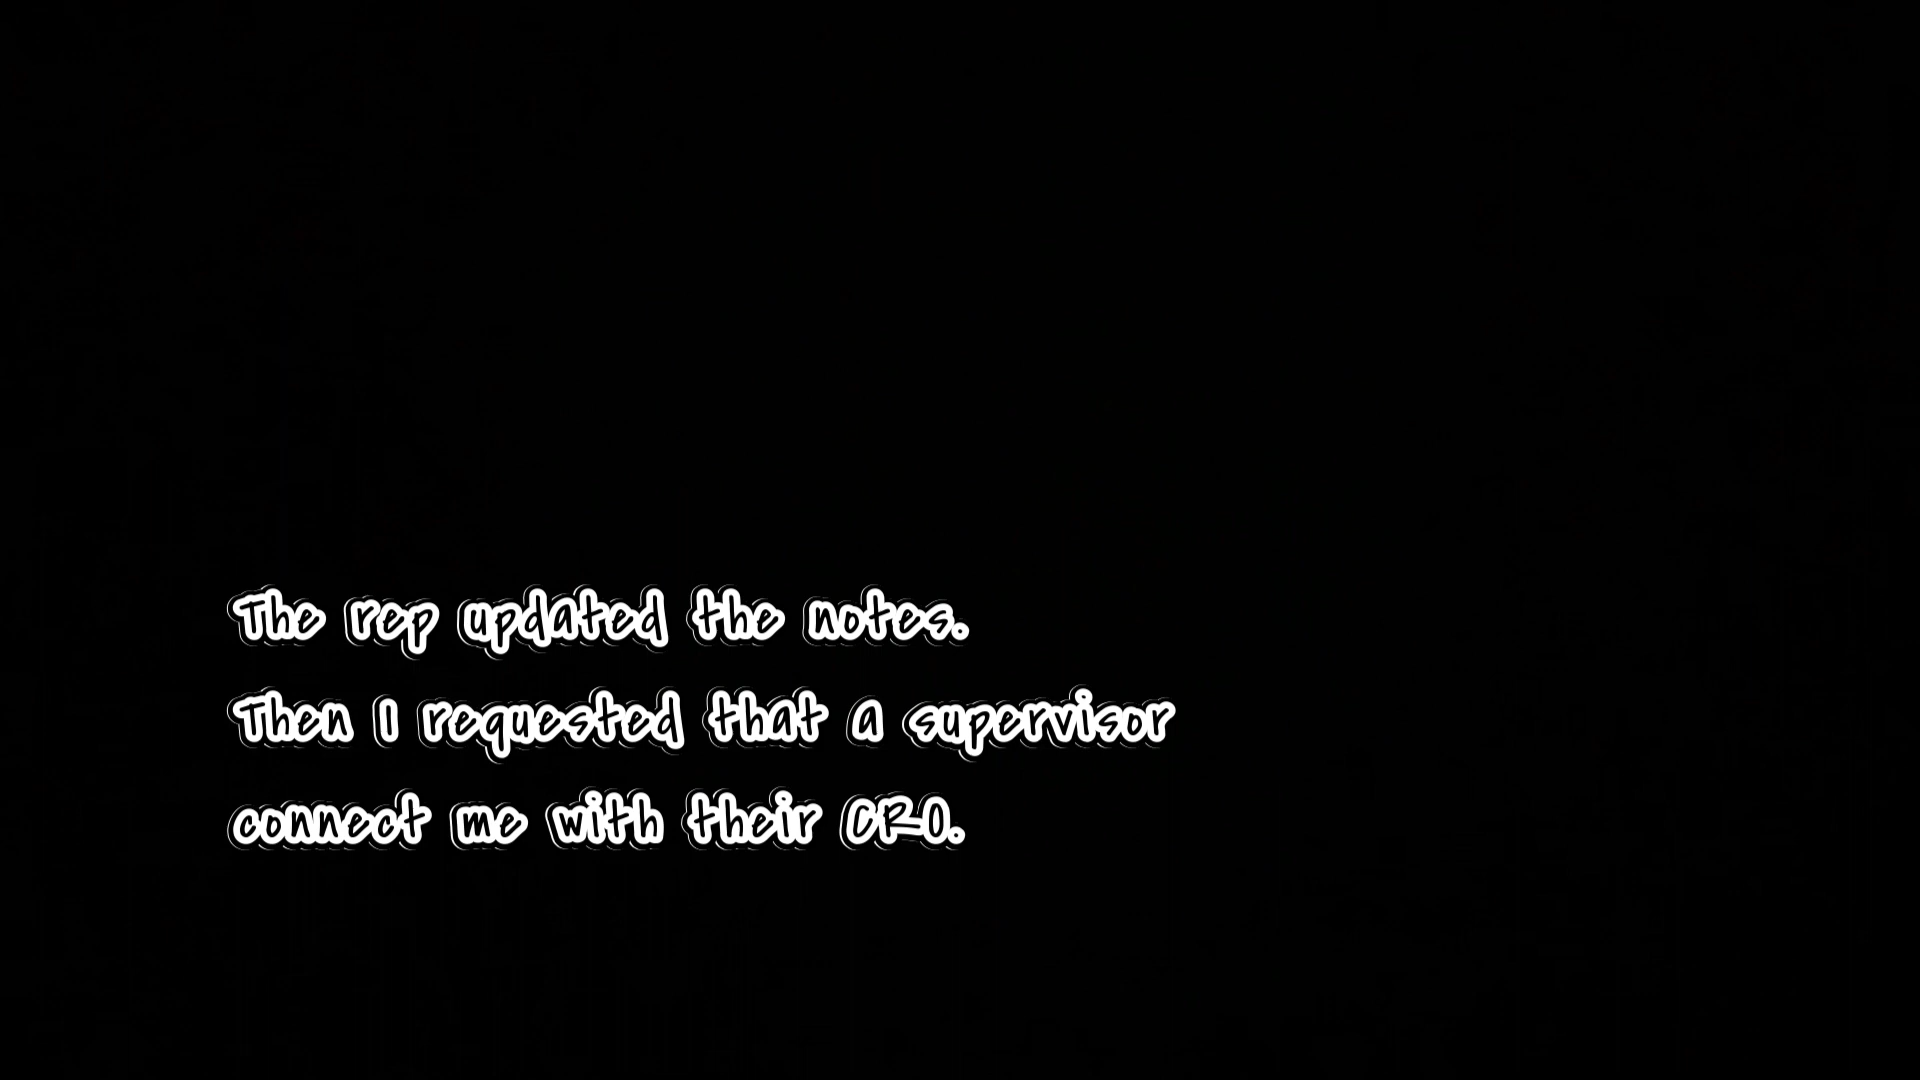 The rep updated the notes.
Then I requested that a supervisor
connect me with their CRO.